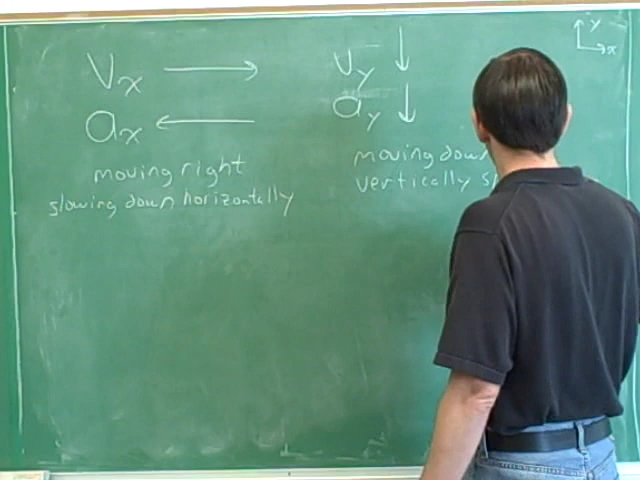 Vx →
ax ←
moving right
slowing down horizontally
Vy ↓
ay ↓
moving down
vertically
y
x